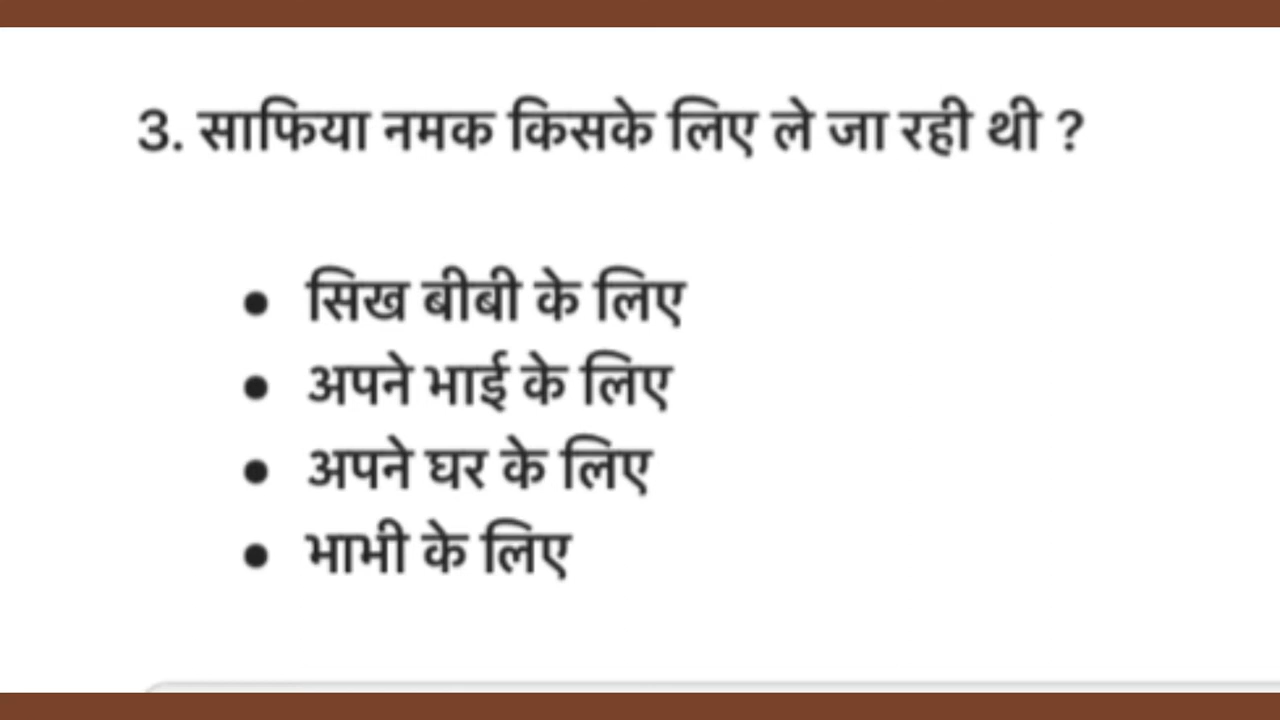 3. साफिया नमक किसके लिए ले जा रही थी ?
• सिख बीबी के लिए
• अपने भाई के लिए
• अपने घर के लिए
• भाभी के लिए